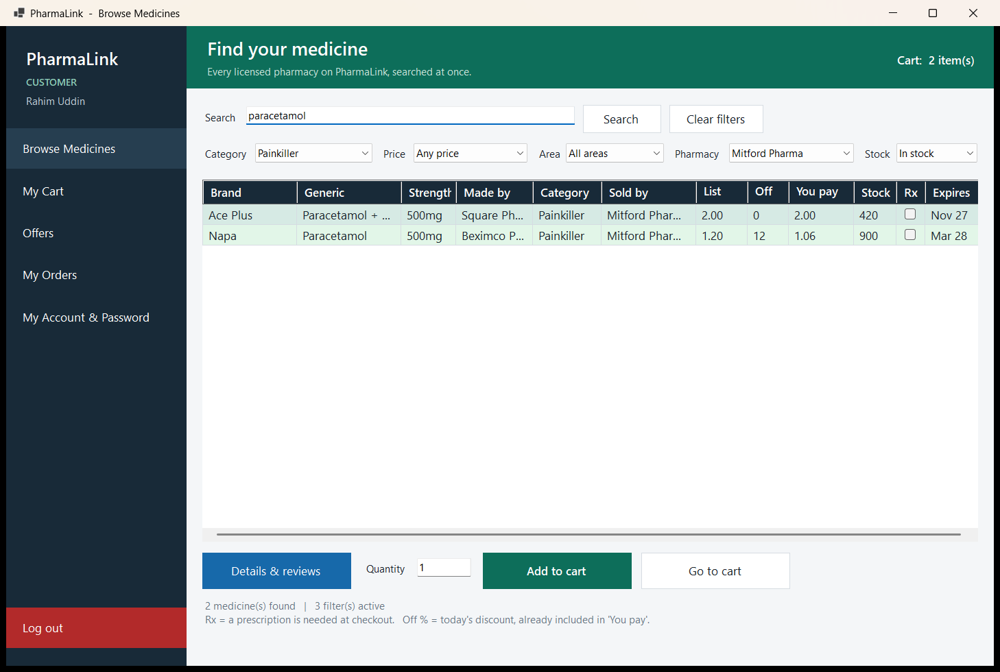 PharmaLink - Browse Medicines
PharmaLink
CUSTOMER
Rahim Uddin
Browse Medicines
My Cart
Offers
My Orders
My Account & Password
Log out
Find your medicine
Every licensed pharmacy on PharmaLink, searched at once.
Cart: 2 item(s)
Search paracetamol Search Clear filters
Category Painkiller Price Any price Area All areas Pharmacy Mitford Pharma Stock In stock
Brand Generic Strength Made by Category Sold by List Off You pay Stock Rx Expires
Ace Plus Paracetamol + ... 500mg Square Ph... Painkiller Mitford Phar... 2.00 0 2.00 420 Nov 27
Napa Paracetamol 500mg Beximco P... Painkiller Mitford Phar... 1.20 12 1.06 900 Mar 28
Details & reviews Quantity 1 Add to cart Go to cart
2 medicine(s) found | 3 filter(s) active
Rx = a prescription is needed at checkout. Off % = today's discount, already included in 'You pay'.